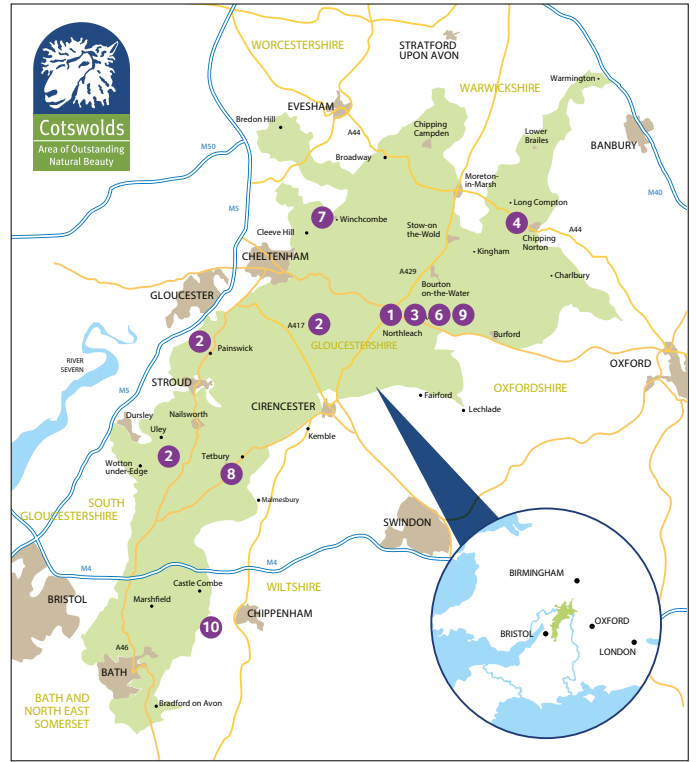 Cotswolds
Area of Outstanding
Natural Beauty
WORCESTERSHIRE
STRATFORD
UPON AVON
WARWICKSHIRE
Warmington
EVESHAM
Bredon Hill
A44
Chipping
Campden
Lower
Brailes
BANBURY
M50
Broadway
Moreton-
in-Marsh
M40
M5
Long Compton
7
Winchcombe
4
Cleeve Hill
Stow-on
the-Wold
A44
Chipping
Norton
CHELTENHAM
Kingham
A429
Charlbury
Bourton
on-the-Water
GLOUCESTER
A417
2
1
3
6
9
Northleach
Burford
2
Painswick
GLOUCESTERSHIRE
OXFORD
RIVER
SEVERN
STROUD
M5
OXFORDSHIRE
Fairford
CIRENCESTER
Lechlade
Dursley
Nailsworth
Uley
Kemble
2
Tetbury
Wotton
under-Edge
8
Malmesbury
SOUTH
GLOUCESTERSHIRE
SWINDON
M4
M4
BIRMINGHAM
Castle Combe
WILTSHIRE
BRISTOL
Marshfield
CHIPPENHAM
10
OXFORD
BRISTOL
LONDON
A46
BATH
BATH AND
NORTH EAST
SOMERSET
Bradford on Avon